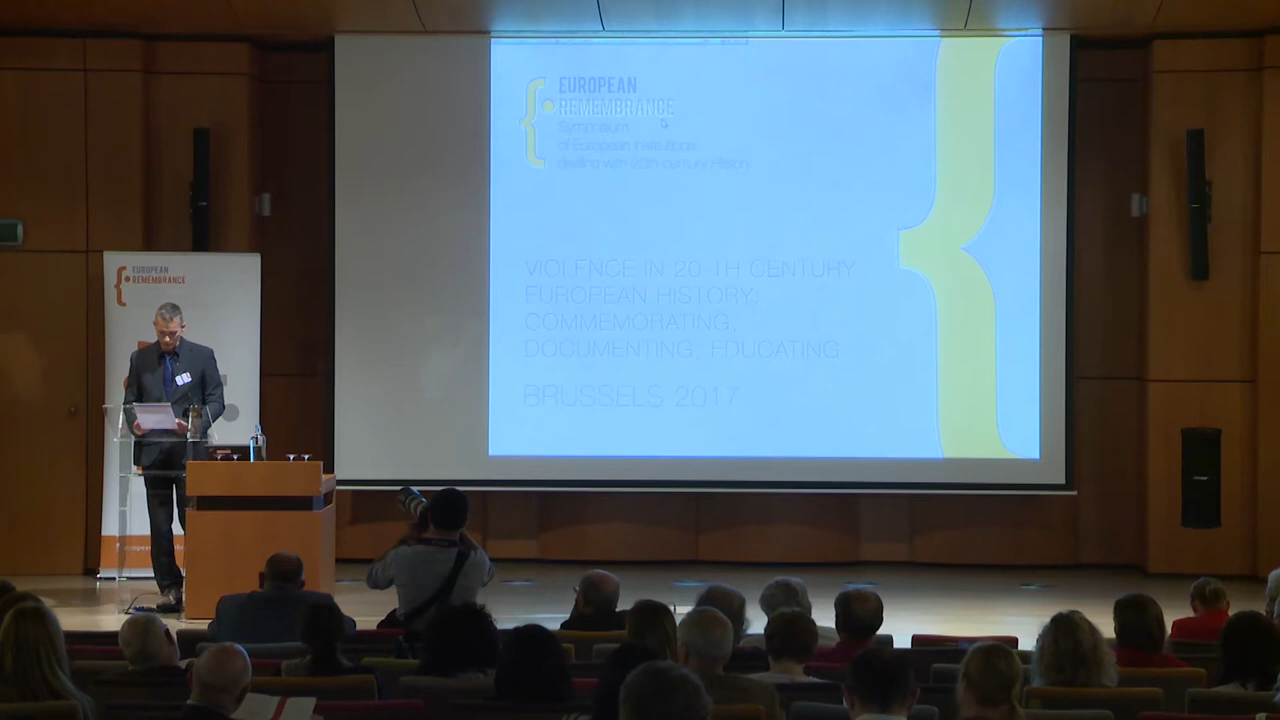 EUROPEAN
REMEMBRANCE
Symposium
of European Institutions
dealing with 20th century History
VIOLENCE IN 20-TH CENTURY
EUROPEAN HISTORY:
COMMEMORATING,
DOCUMENTING, EDUCATING
BRUSSELS 2017
EUROPEAN
REMEMBRANCE